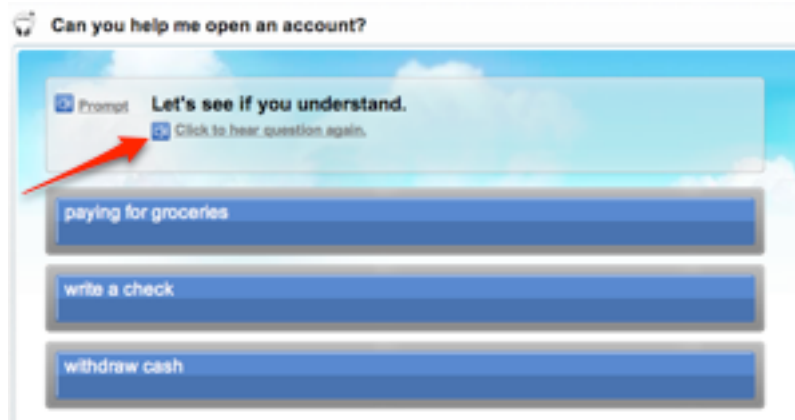 Can you help me open an account?
Prompt Let's see if you understand.
Click to hear question again.
paying for groceries
write a check
withdraw cash